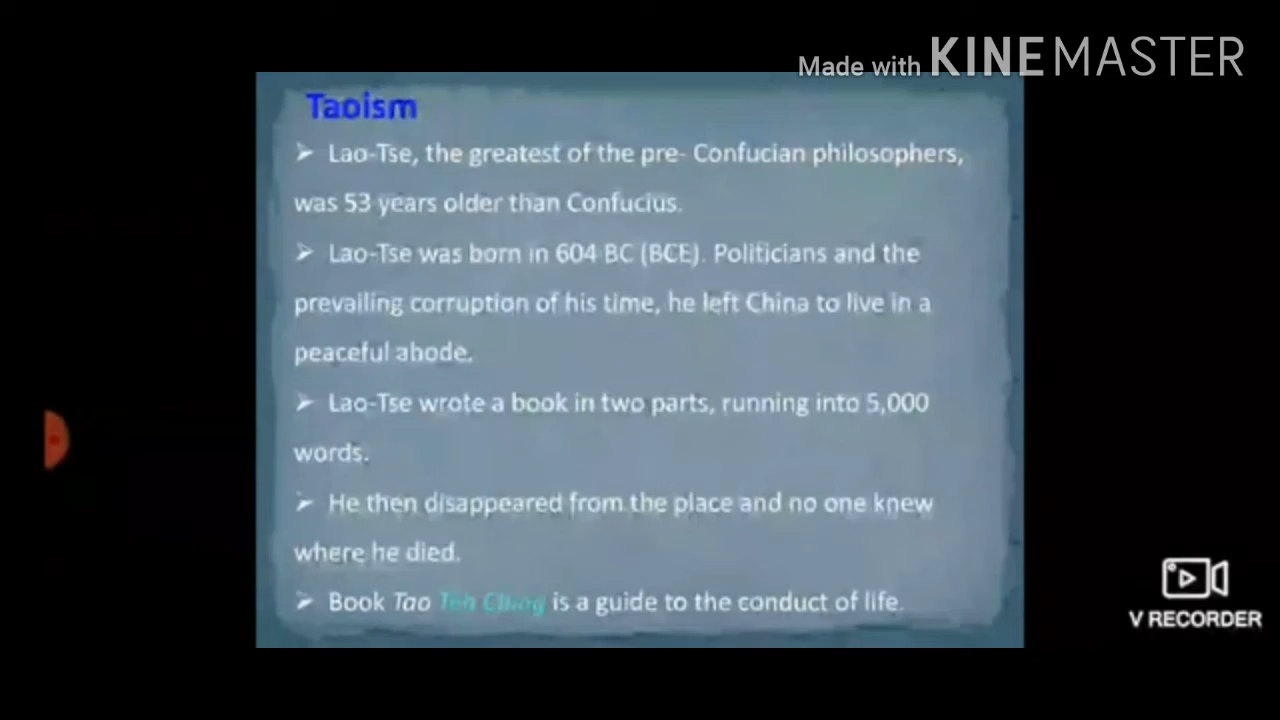 Made with KINEMASTER
Taoism
➤ Lao-Tse, the greatest of the pre- Confucian philosophers,
was 53 years older than Confucius.
➤ Lao-Tse was born in 604 BC (BCE). Politicians and the
prevailing corruption of his time, he left China to live in a
peaceful abode.
➤ Lao-Tse wrote a book in two parts, running into 5,000
words.
➤ He then disappeared from the place and no one knew
where he died.
➤ Book Tao Teh Ching is a guide to the conduct of life.
V RECORDER